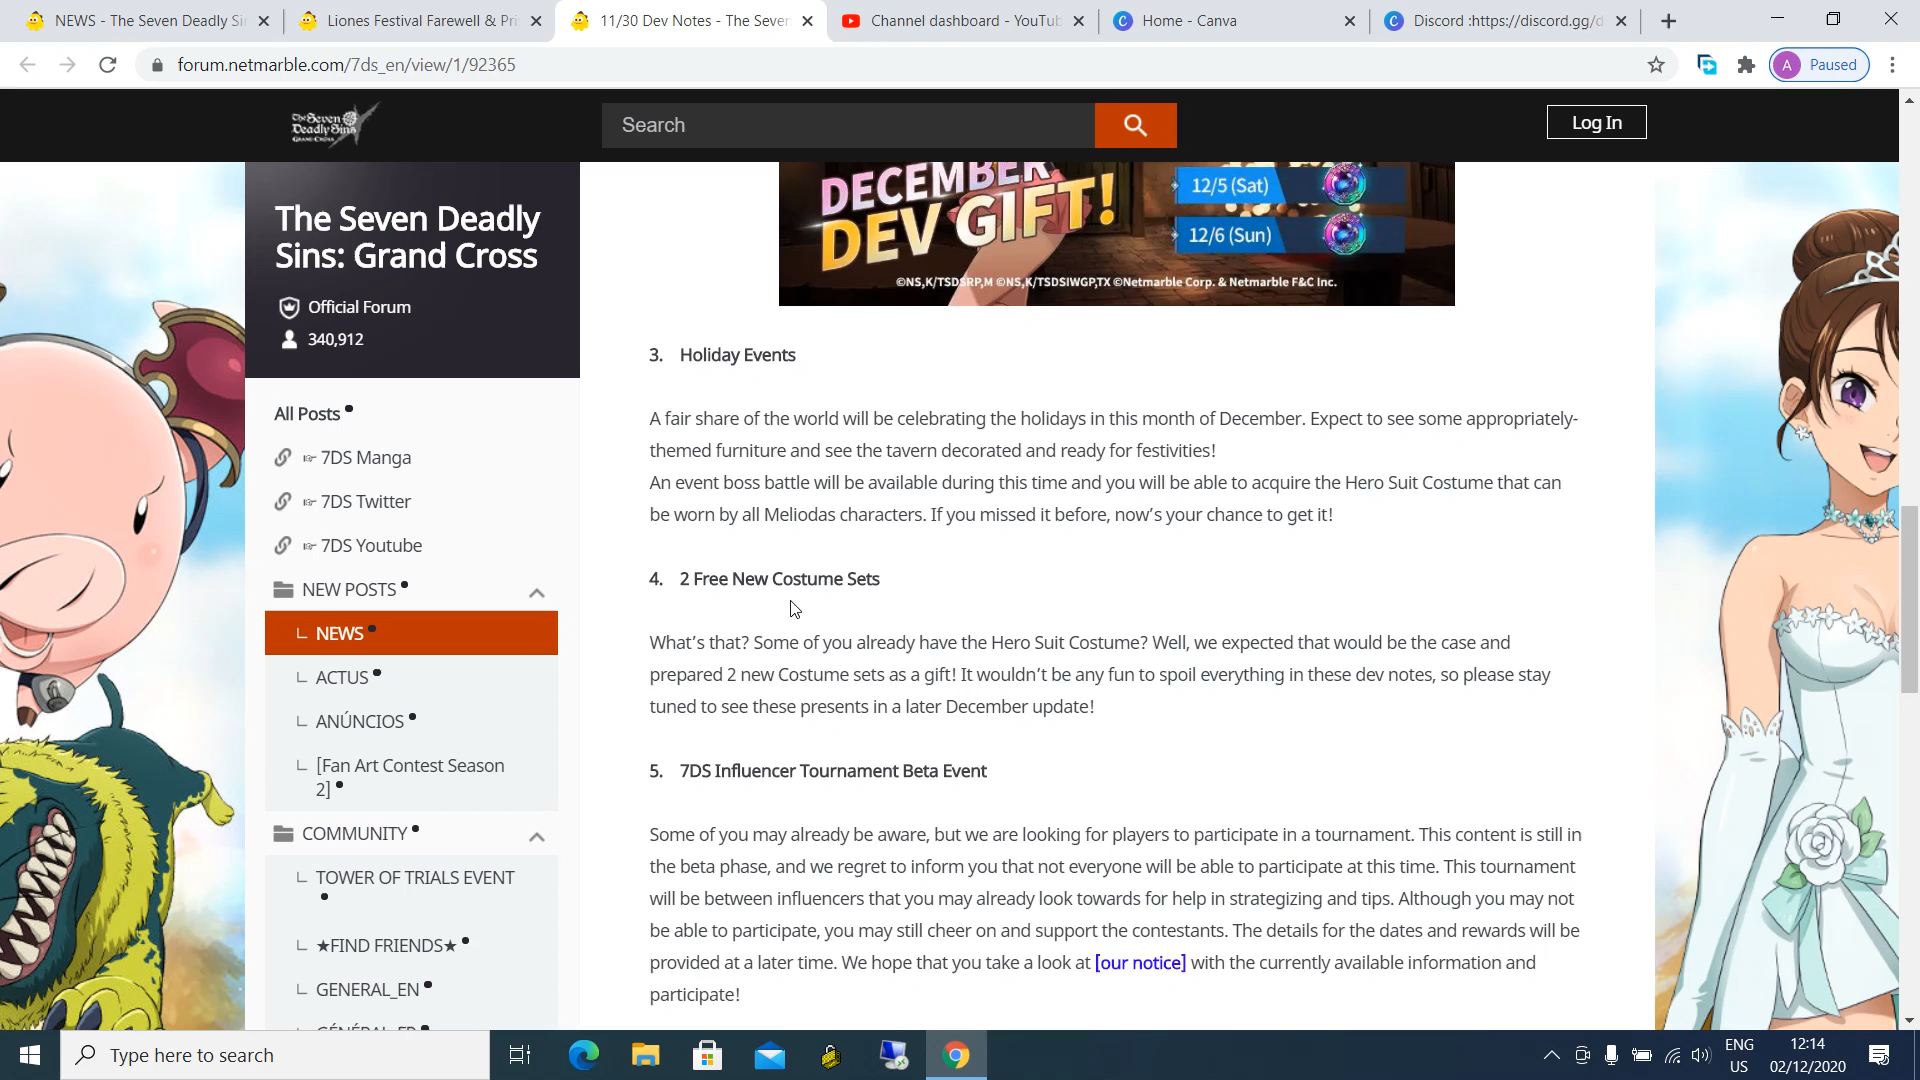 NEWS - The Seven Deadly Si
Liones Festival Farewell & Pri
11/30 Dev Notes - The Seven
Channel dashboard - YouTub
Home - Canva
Discord :https://discord.gg/d
forum.netmarble.com/7ds_en/view/1/92365
A Paused
The Seven Deadly Sins GRAND CROSS
Search
Log In
The Seven Deadly
Sins: Grand Cross
Official Forum
340,912
All Posts
☞ 7DS Manga
☞ 7DS Twitter
☞ 7DS Youtube
NEW POSTS
NEWS
ACTUS
ANÚNCIOS
[Fan Art Contest Season
2]
COMMUNITY
TOWER OF TRIALS EVENT
★FIND FRIENDS★
GENERAL_EN
GÉNÉRAL_FR
DECEMBER
DEV GIFT!
12/5 (Sat)
12/6 (Sun)
©NS,K/TSDSRP,M ©NS,K/TSDSIWGP,TX ©Netmarble Corp. & Netmarble F&C Inc.
3. Holiday Events
A fair share of the world will be celebrating the holidays in this month of December. Expect to see some appropriately-
themed furniture and see the tavern decorated and ready for festivities!
An event boss battle will be available during this time and you will be able to acquire the Hero Suit Costume that can
be worn by all Meliodas characters. If you missed it before, now's your chance to get it!
4. 2 Free New Costume Sets
What's that? Some of you already have the Hero Suit Costume? Well, we expected that would be the case and
prepared 2 new Costume sets as a gift! It wouldn't be any fun to spoil everything in these dev notes, so please stay
tuned to see these presents in a later December update!
5. 7DS Influencer Tournament Beta Event
Some of you may already be aware, but we are looking for players to participate in a tournament. This content is still in
the beta phase, and we regret to inform you that not everyone will be able to participate at this time. This tournament
will be between influencers that you may already look towards for help in strategizing and tips. Although you may not
be able to participate, you may still cheer on and support the contestants. The details for the dates and rewards will be
provided at a later time. We hope that you take a look at [our notice] with the currently available information and
participate!
Type here to search
ENG
US
12:14
02/12/2020